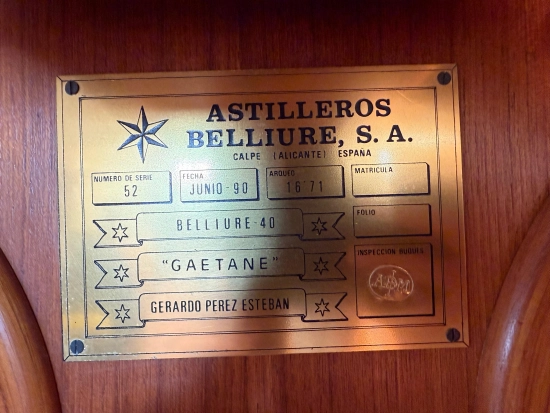 ASTILLEROS
BELLIURE, S. A.
CALPE (ALICANTE) ESPAÑA
NUMERO DE SERIE
52
FECHA
JUNIO-90
ARQUEO
16'71
MATRICULA
BELLIURE-40
FOLIO
"GAETANE"
INSPECCIÓN BUQUES
GERARDO PEREZ ESTEBAN